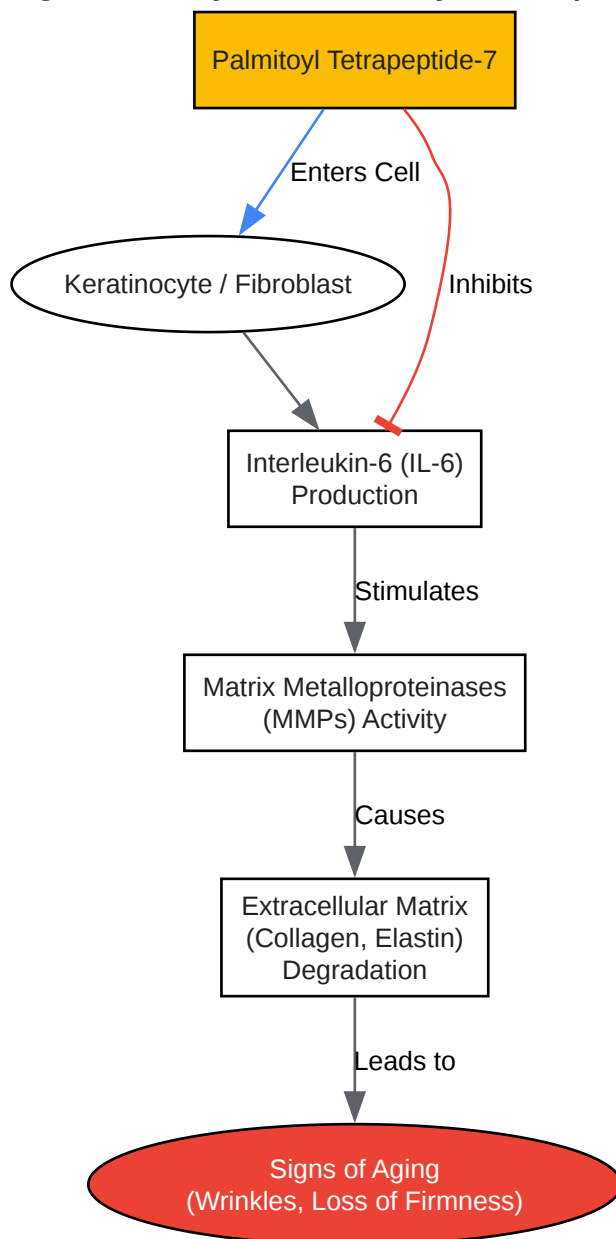 Palmitoyl Tetrapeptide-7
Enters Cell
Keratinocyte / Fibroblast
Inhibits
Interleukin-6 (IL-6)
Production
Stimulates
Matrix Metalloproteinases
(MMPs) Activity
Causes
Extracellular Matrix
(Collagen, Elastin)
Degradation
Leads to
Signs of Aging
(Wrinkles, Loss of Firmness)